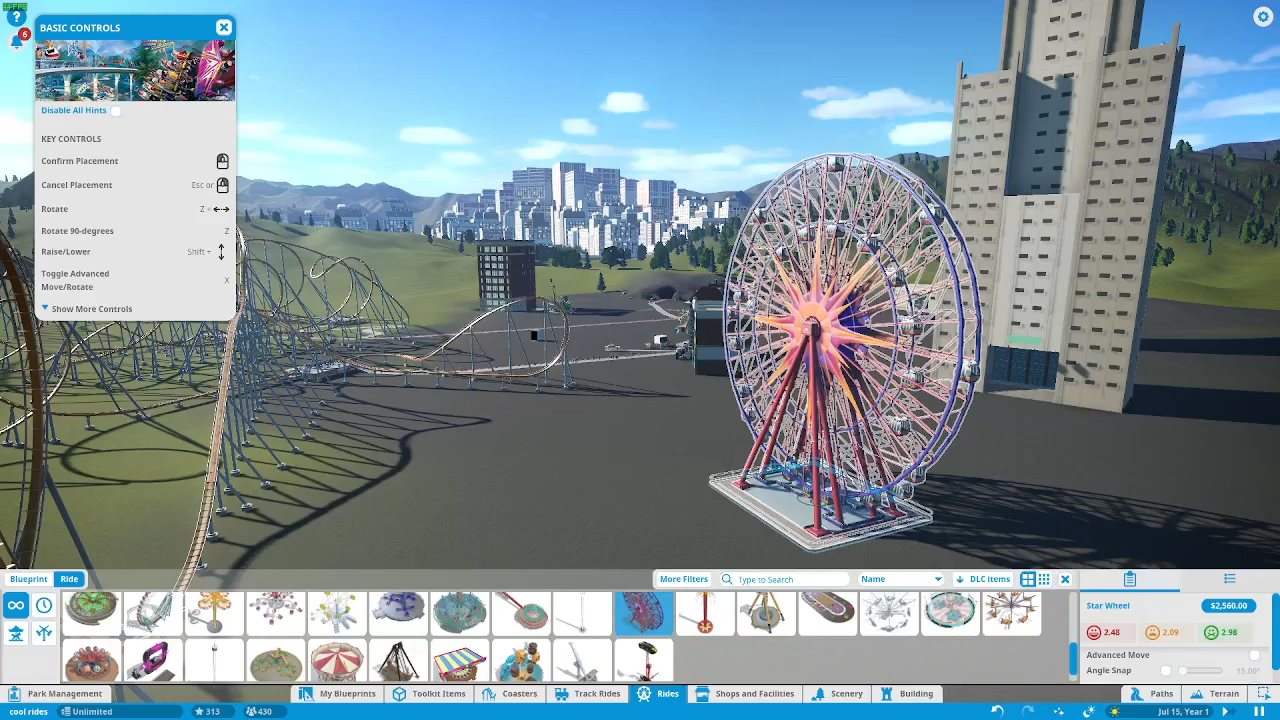 BASIC CONTROLS
6
Disable All Hints
KEY CONTROLS
Confirm Placement
Cancel Placement Esc or
Rotate Z +
Rotate 90-degrees Z
Raise/Lower Shift +
Toggle Advanced
Move/Rotate X
Show More Controls
Blueprint Ride More Filters Type to Search Name DLC items
Star Wheel $2,560.00
2.48 2.09 2.98
Advanced Move
Angle Snap 15.00°
Park Management My Blueprints Toolkit Items Coasters Track Rides Rides Shops and Facilities Scenery Building Paths Terrain
cool rides Unlimited 313 430 Jul 15, Year 1